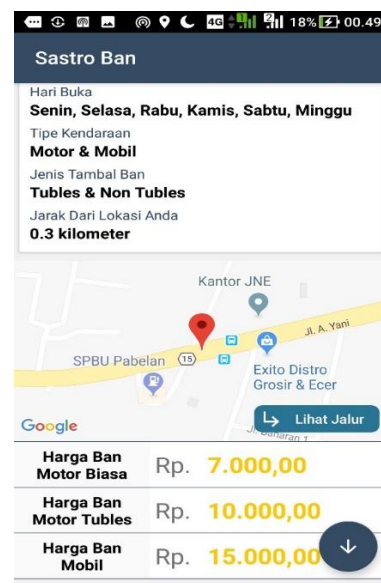 4G 18% 00.49
Sastro Ban
Hari Buka
Senin, Selasa, Rabu, Kamis, Sabtu, Minggu
Tipe Kendaraan
Motor & Mobil
Jenis Tambal Ban
Tubles & Non Tubles
Jarak Dari Lokasi Anda
0.3 kilometer
Kantor JNE
Jl. A. Yani
SPBU Pabelan
15
Exito Distro
Grosir & Ecer
Google
Lihat Jalur
Harga Ban
Motor Biasa
Rp. 7.000,00
Harga Ban
Motor Tubles
Rp. 10.000,00
Harga Ban
Mobil
Rp. 15.000,00